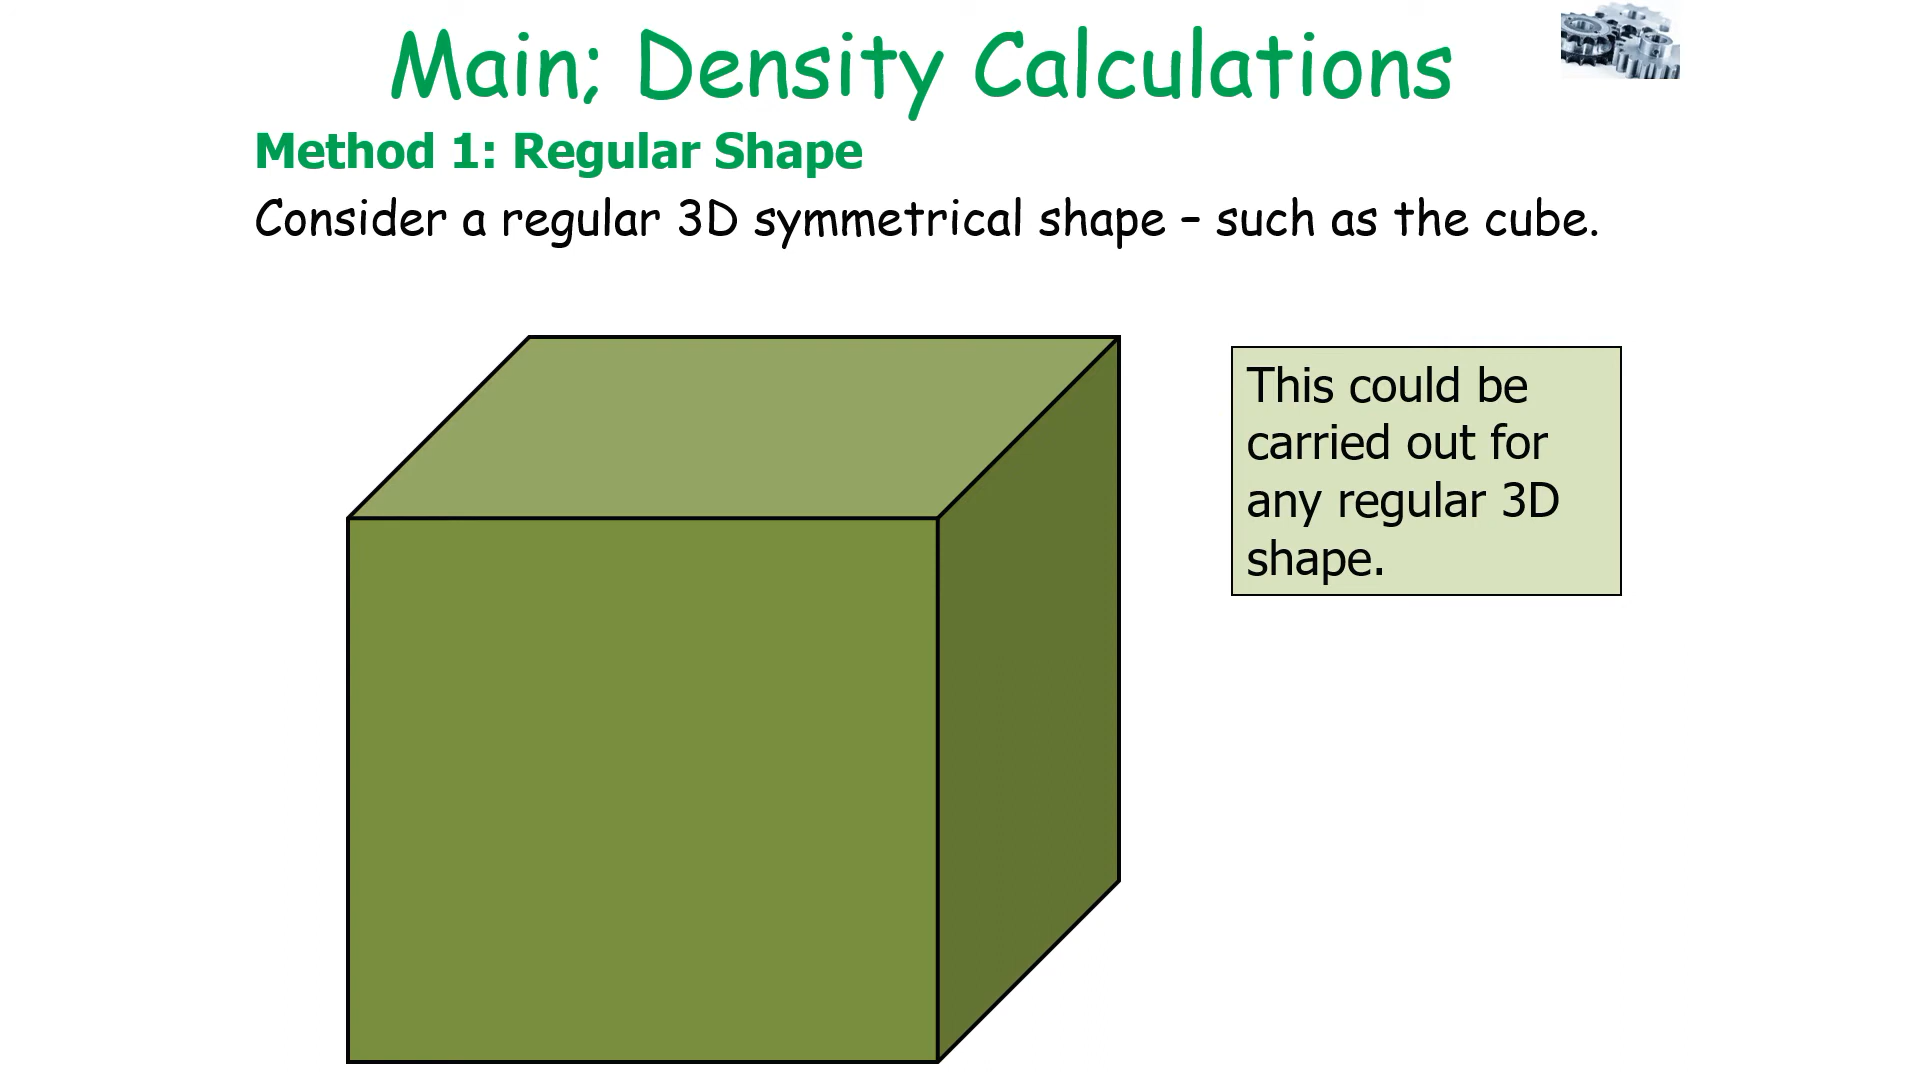 Main; Density Calculations
Method 1: Regular Shape
Consider a regular 3D symmetrical shape – such as the cube.
This could be
carried out for
any regular 3D
shape.